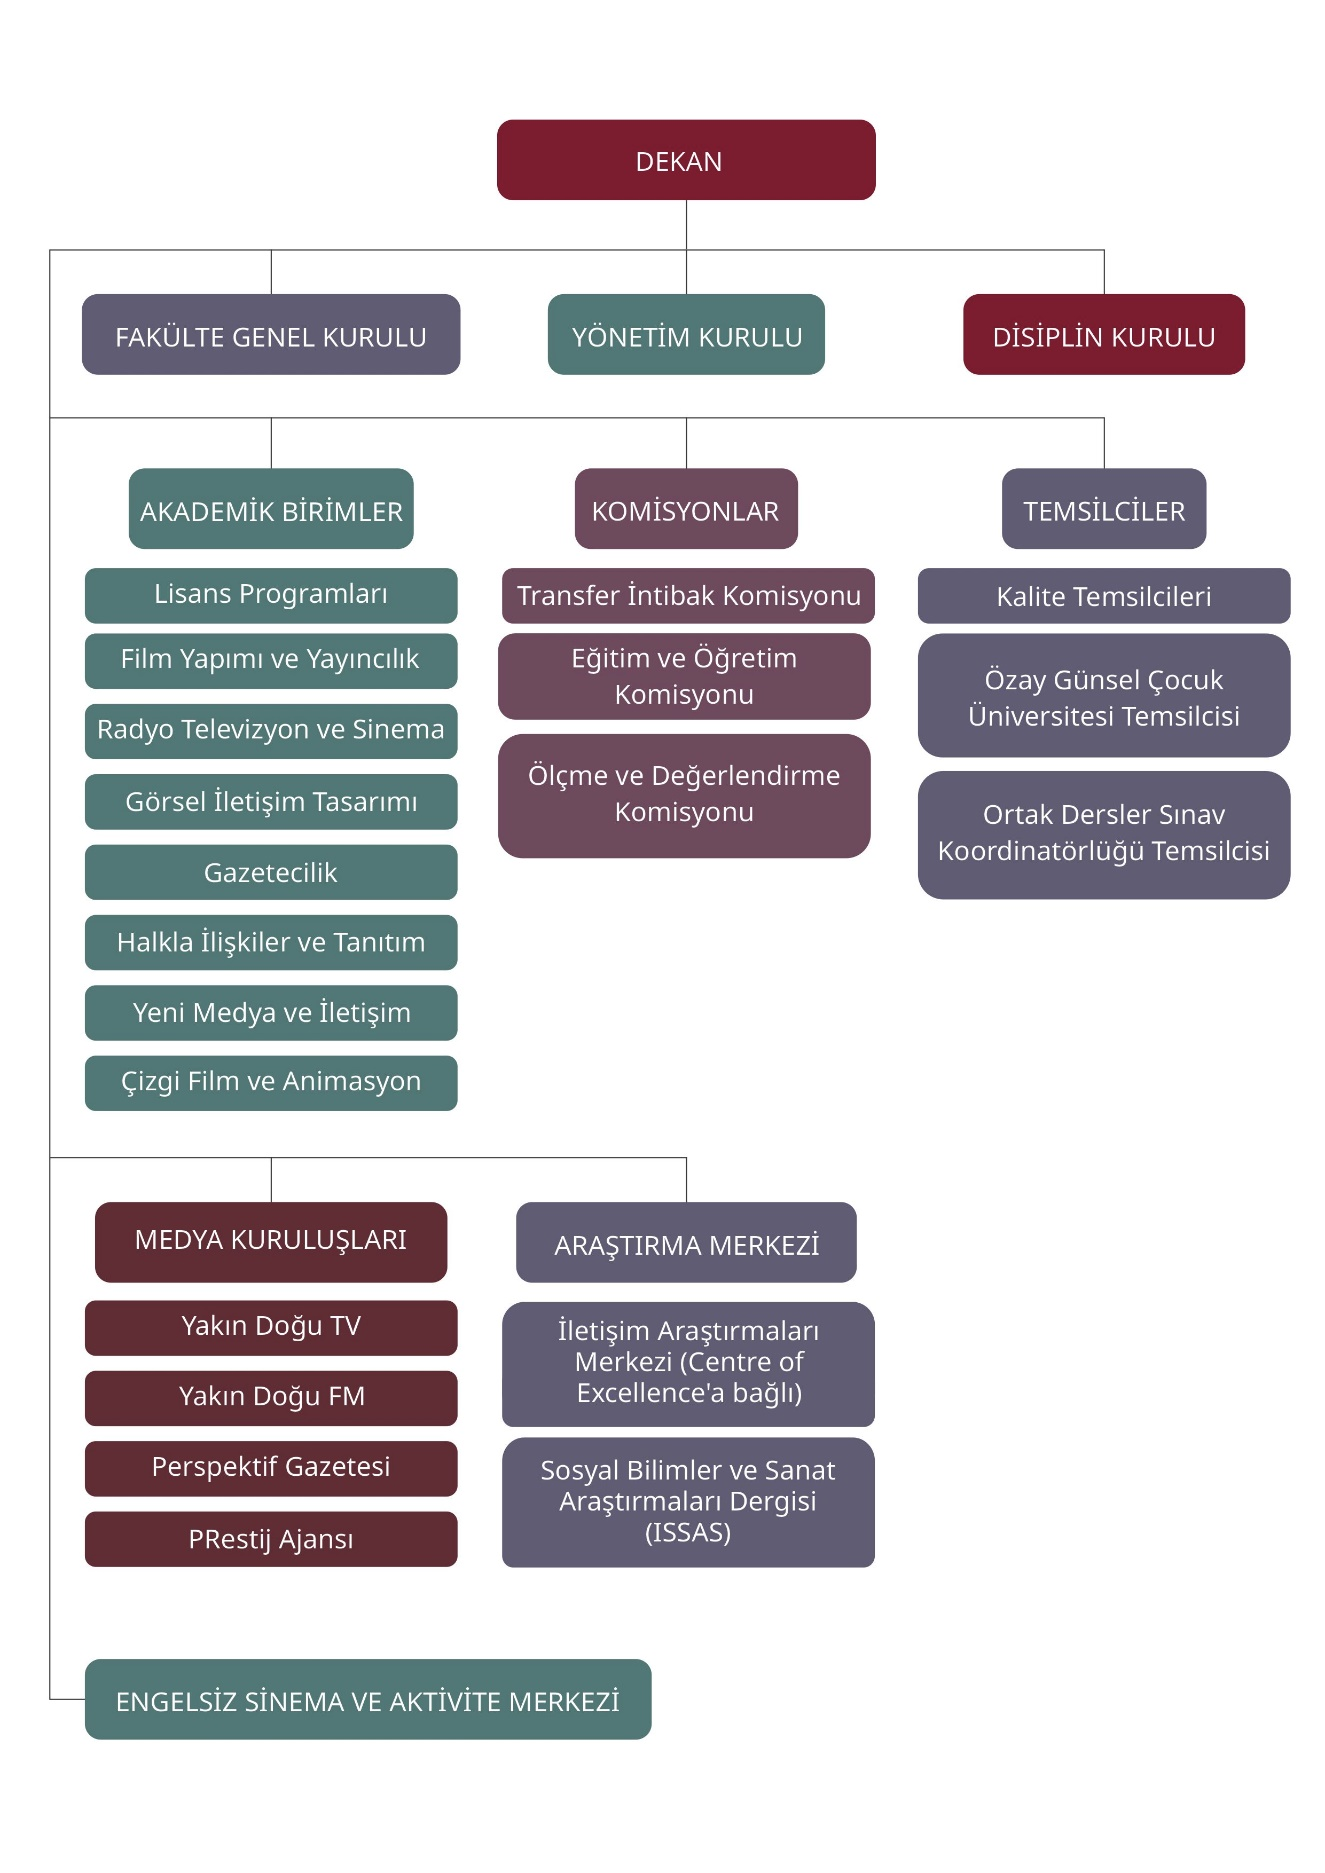 DEKAN
FAKÜLTE GENEL KURULU
YÖNETİM KURULU
DİSİPLİN KURULU
AKADEMİK BİRİMLER
Lisans Programları
Film Yapımı ve Yayıncılık
Radyo Televizyon ve Sinema
Görsel İletişim Tasarımı
Gazetecilik
Halkla İlişkiler ve Tanıtım
Yeni Medya ve İletişim
Çizgi Film ve Animasyon
KOMİSYONLAR
Transfer İntibak Komisyonu
Eğitim ve Öğretim
Komisyonu
Ölçme ve Değerlendirme
Komisyonu
TEMSİLCİLER
Kalite Temsilcileri
Özay Günsel Çocuk
Üniversitesi Temsilcisi
Ortak Dersler Sınav
Koordinatörlüğü Temsilcisi
MEDYA KURULUŞLARI
Yakın Doğu TV
Yakın Doğu FM
Perspektif Gazetesi
PRestij Ajansı
ARAŞTIRMA MERKEZİ
İletişim Araştırmaları
Merkezi (Centre of
Excellence'a bağlı)
Sosyal Bilimler ve Sanat
Araştırmaları Dergisi
(ISSAS)
ENGELSİZ SİNEMA VE AKTİVİTE MERKEZİ